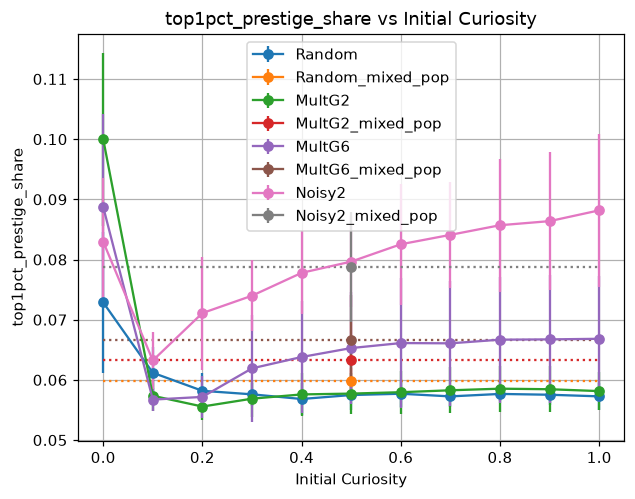 top1pct_prestige_share vs Initial Curiosity
top1pct_prestige_share
0.11
0.10
0.09
0.08
0.07
0.06
0.05
Random
Random_mixed_pop
MultG2
MultG2_mixed_pop
MultG6
MultG6_mixed_pop
Noisy2
Noisy2_mixed_pop
0.0 0.2 0.4 0.6 0.8 1.0
Initial Curiosity